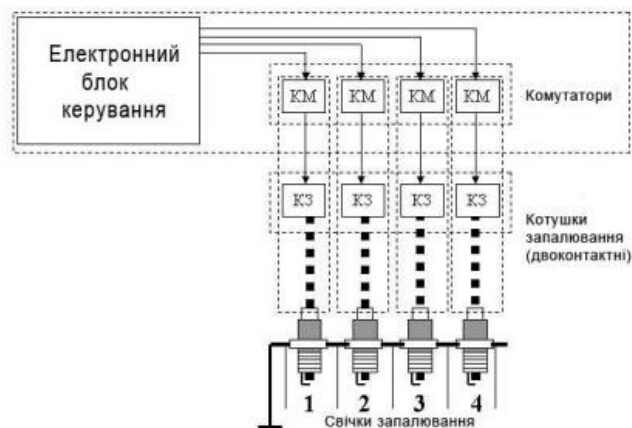 Електронний
блок
керування
КМ КМ КМ КМ
Комутатори
КЗ КЗ КЗ КЗ
Котушки
запалювання
(двоконтактні)
1 2 3 4
Свічки запалювання